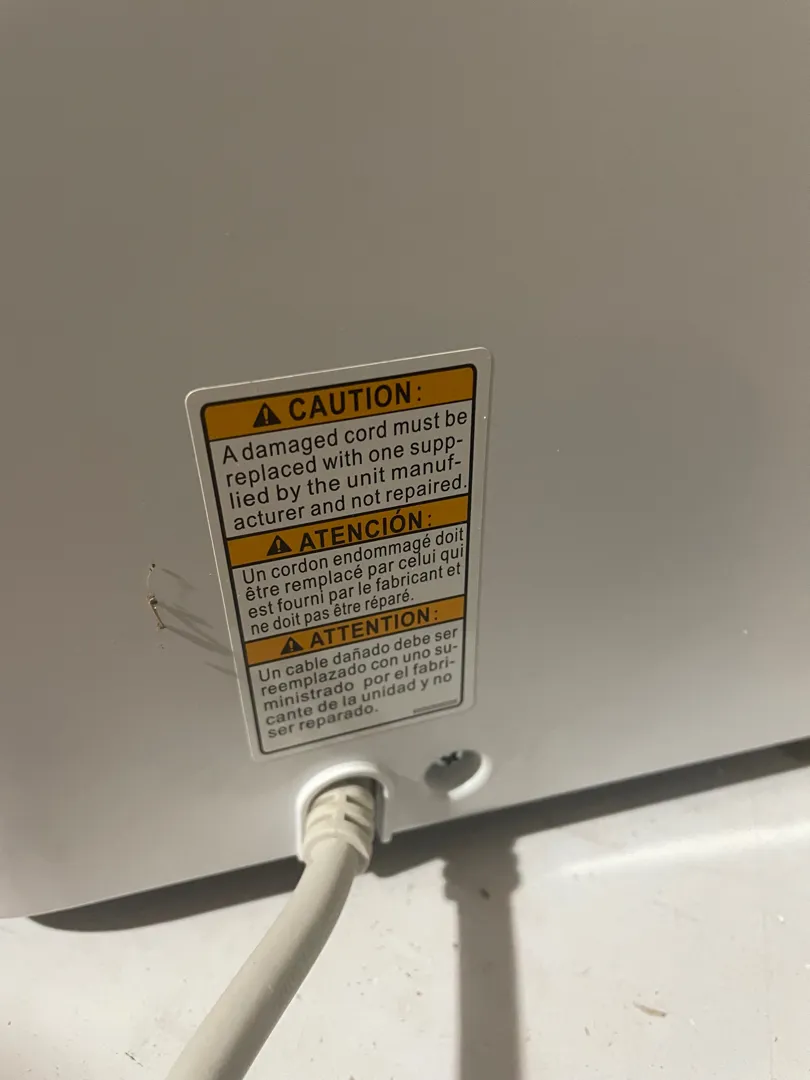 ⚠ CAUTION:
A damaged cord must be
replaced with one supp-
lied by the unit manuf-
acturer and not repaired.
⚠ ATENCIÓN:
Un cordon endommagé doit
être remplacé par celui qui
est fourni par le fabricant et
ne doit pas être réparé.
⚠ ATTENTION:
Un cable dañado debe ser
reemplazado con uno su-
ministrado por el fabri-
cante de la unidad y no
ser reparado.